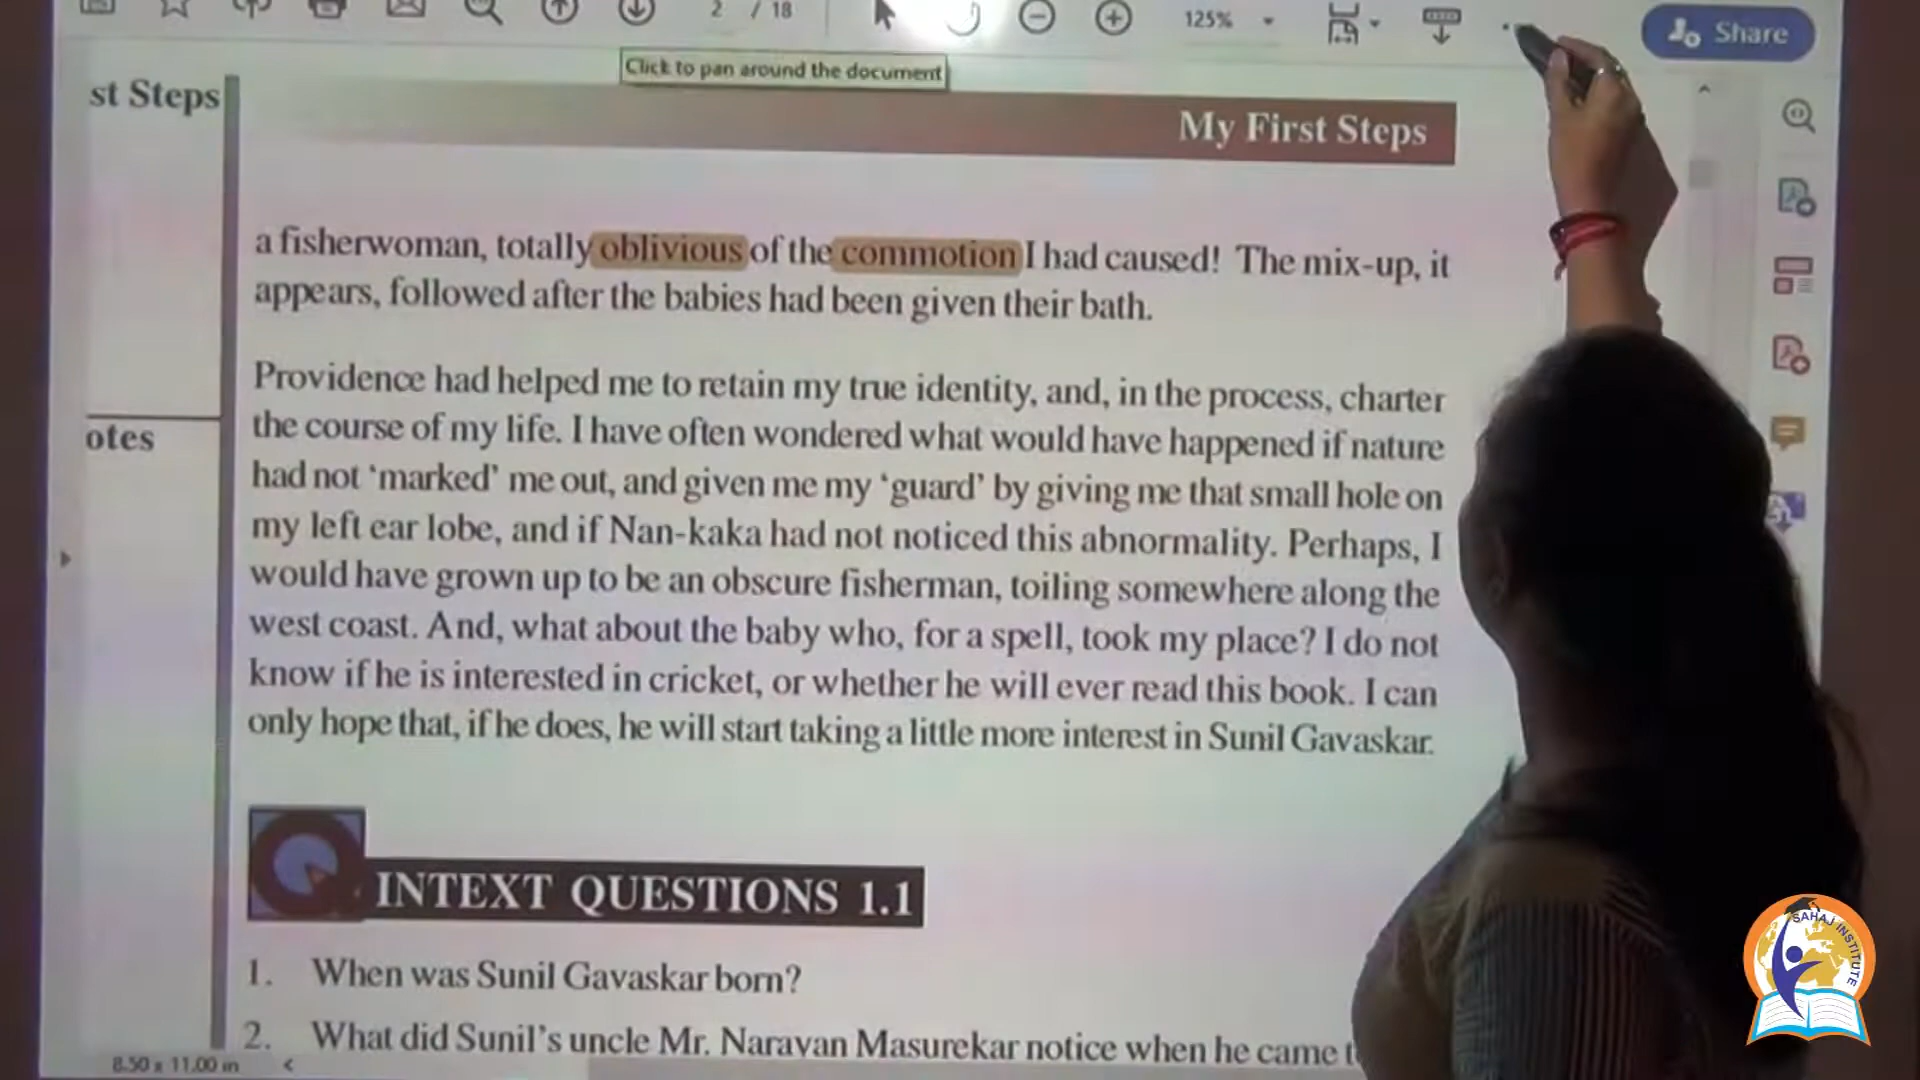 2 / 18
125%
Share
Click to pan around the document
st Steps
My First Steps
a fisherwoman, totally oblivious of the commotion I had caused! The mix-up, it
appears, followed after the babies had been given their bath.
Providence had helped me to retain my true identity, and, in the process, charter
the course of my life. I have often wondered what would have happened if nature
had not ‘marked’ me out, and given me my ‘guard’ by giving me that small hole on
my left ear lobe, and if Nan-kaka had not noticed this abnormality. Perhaps, I
would have grown up to be an obscure fisherman, toiling somewhere along the
west coast. And, what about the baby who, for a spell, took my place? I do not
know if he is interested in cricket, or whether he will ever read this book. I can
only hope that, if he does, he will start taking a little more interest in Sunil Gavaskar.
otes
INTEXT QUESTIONS 1.1
1. When was Sunil Gavaskar born?
2. What did Sunil’s uncle Mr. Narayan Masurekar notice when he came t
8.50 x 11.00 in
SAHAJ INSTITUTE